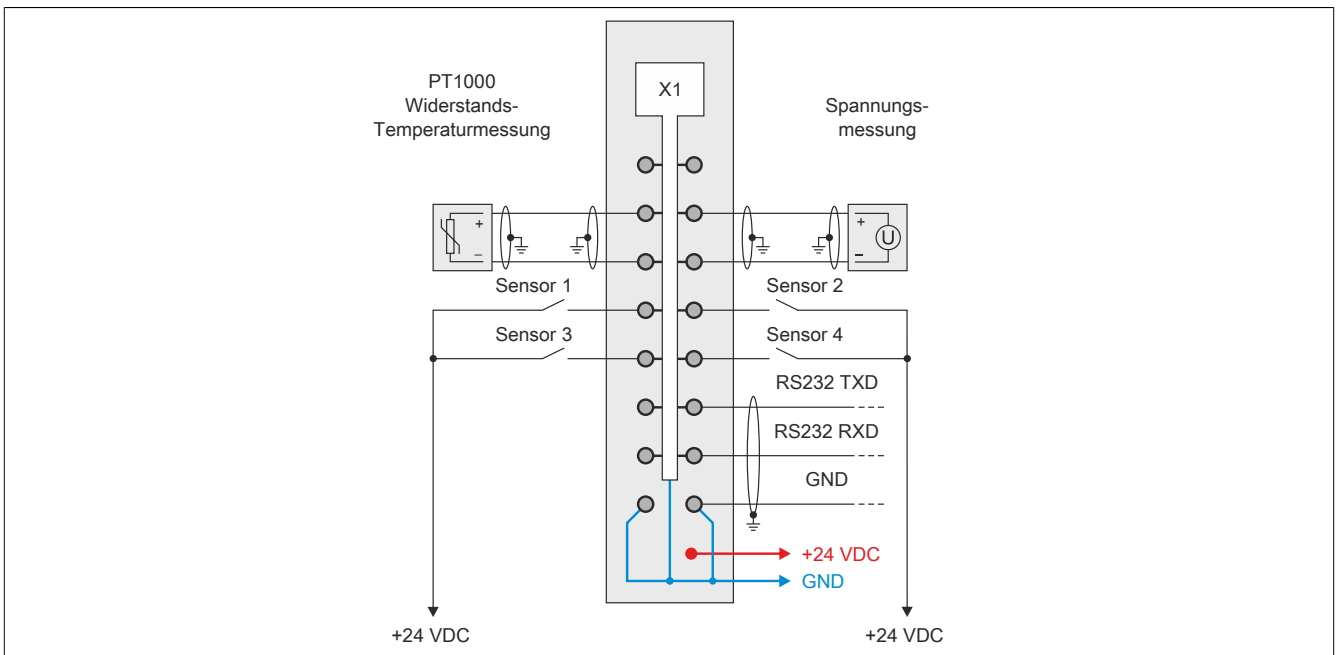 X1
PT1000
Widerstands-
Temperaturmessung
Spannungs-
messung
+
−
+
U
−
Sensor 1
Sensor 2
Sensor 3
Sensor 4
RS232 TXD
RS232 RXD
GND
+24 VDC
GND
+24 VDC
+24 VDC